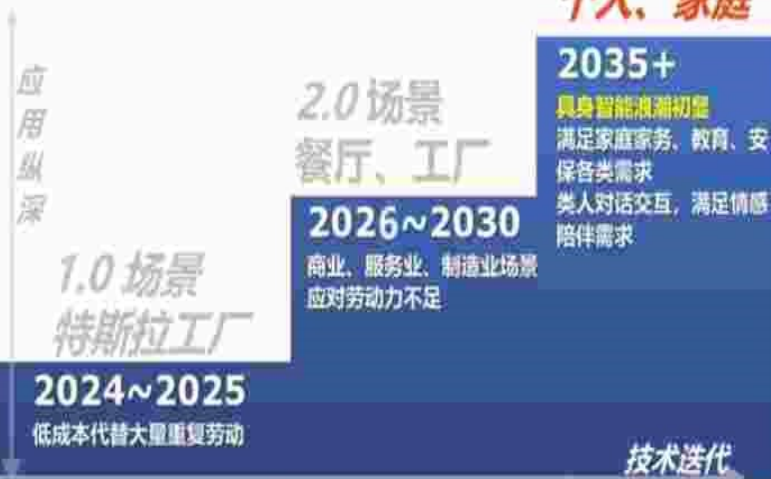 个人、家庭
2035+
具身智能浪潮初显
满足家庭家务、教育、安
保各类需求
类人对话交互，满足情感
陪伴需求
2.0 场景
餐厅、工厂
2026~2030
商业、服务业、制造业场景
应对劳动力不足
1.0 场景
特斯拉工厂
2024~2025
低成本代替大量重复劳动
应用纵深
技术迭代